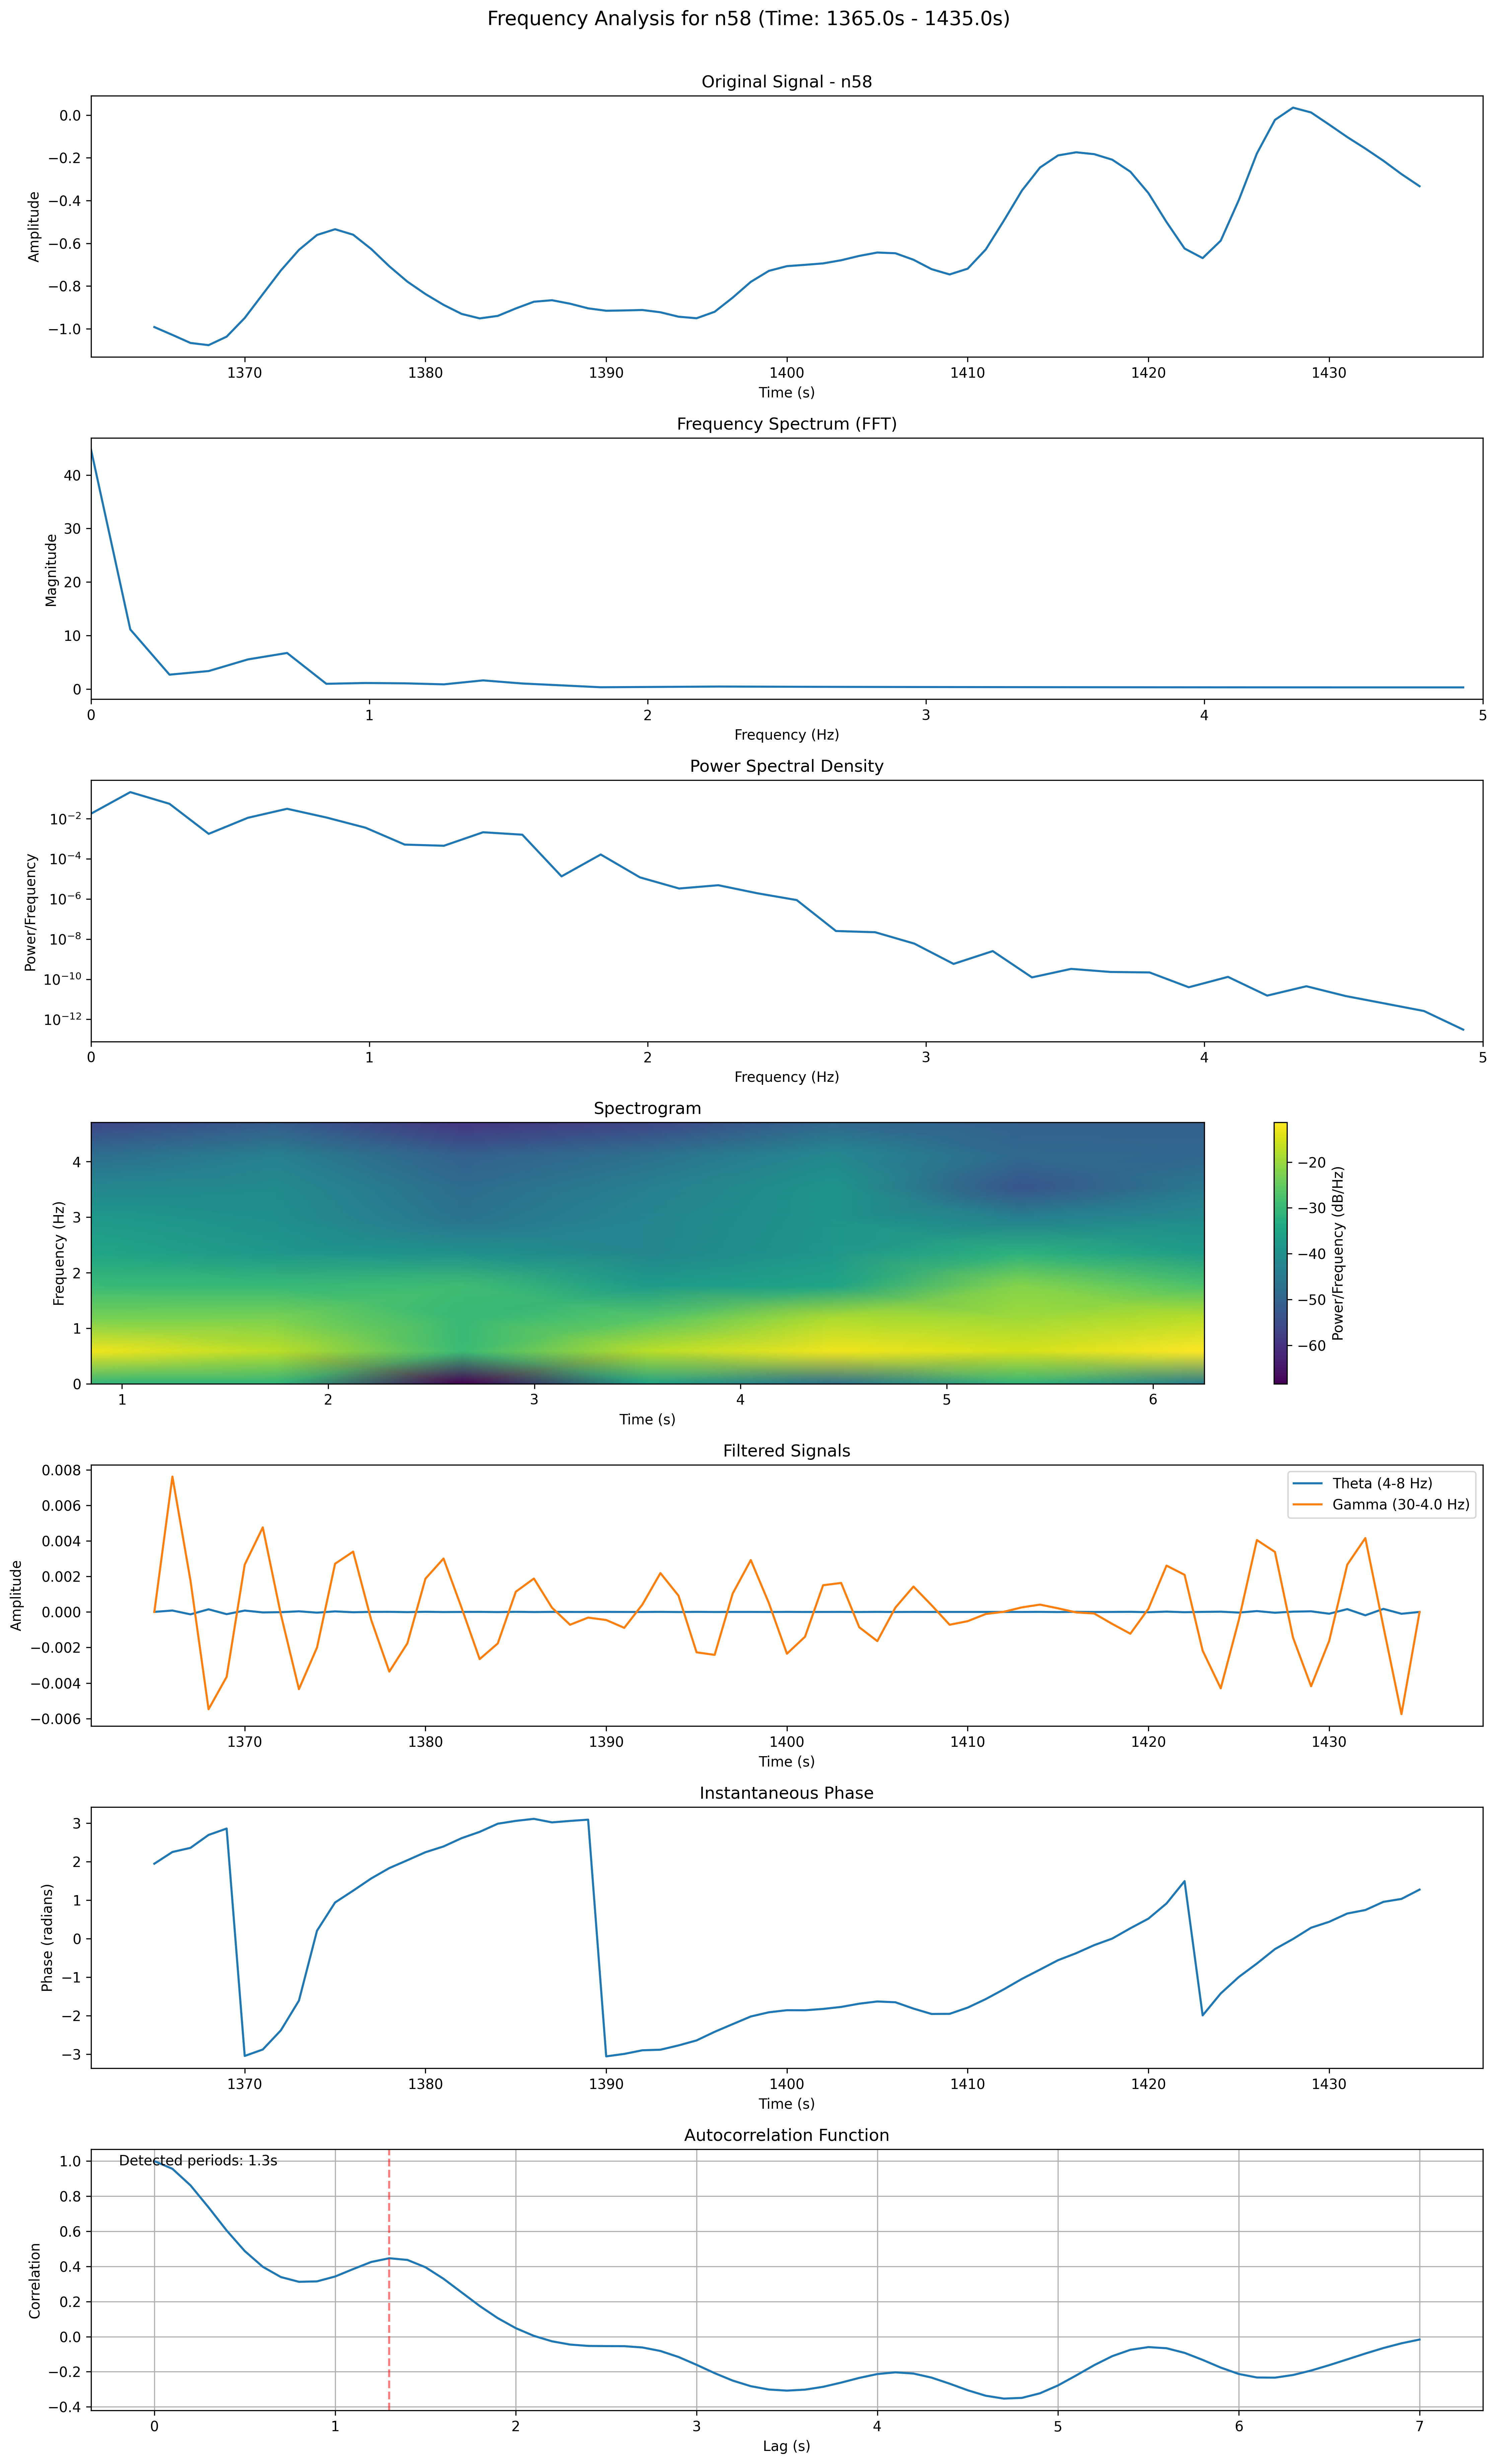 Frequency Analysis for n58 (Time: 1365.0s - 1435.0s)
Original Signal - n58
0.0
−0.2
−0.4
−0.6
−0.8
−1.0
Amplitude
1370 1380 1390 1400 1410 1420 1430
Time (s)
Frequency Spectrum (FFT)
40
30
20
10
0
Magnitude
0 1 2 3 4 5
Frequency (Hz)
Power Spectral Density
10⁻²
10⁻⁴
10⁻⁶
10⁻⁸
10⁻¹⁰
10⁻¹²
Power/Frequency
0 1 2 3 4 5
Frequency (Hz)
Spectrogram
4
3
2
1
0
Frequency (Hz)
1 2 3 4 5 6
Time (s)
−20
−30
−40
−50
−60
Power/Frequency (dB/Hz)
Filtered Signals
0.008
0.006
0.004
0.002
0.000
−0.002
−0.004
−0.006
Amplitude
Theta (4-8 Hz)
Gamma (30-4.0 Hz)
1370 1380 1390 1400 1410 1420 1430
Time (s)
Instantaneous Phase
3
2
1
0
−1
−2
−3
Phase (radians)
1370 1380 1390 1400 1410 1420 1430
Time (s)
Autocorrelation Function
Detected periods: 1.3s
1.0
0.8
0.6
0.4
0.2
0.0
−0.2
−0.4
Correlation
0 1 2 3 4 5 6 7
Lag (s)